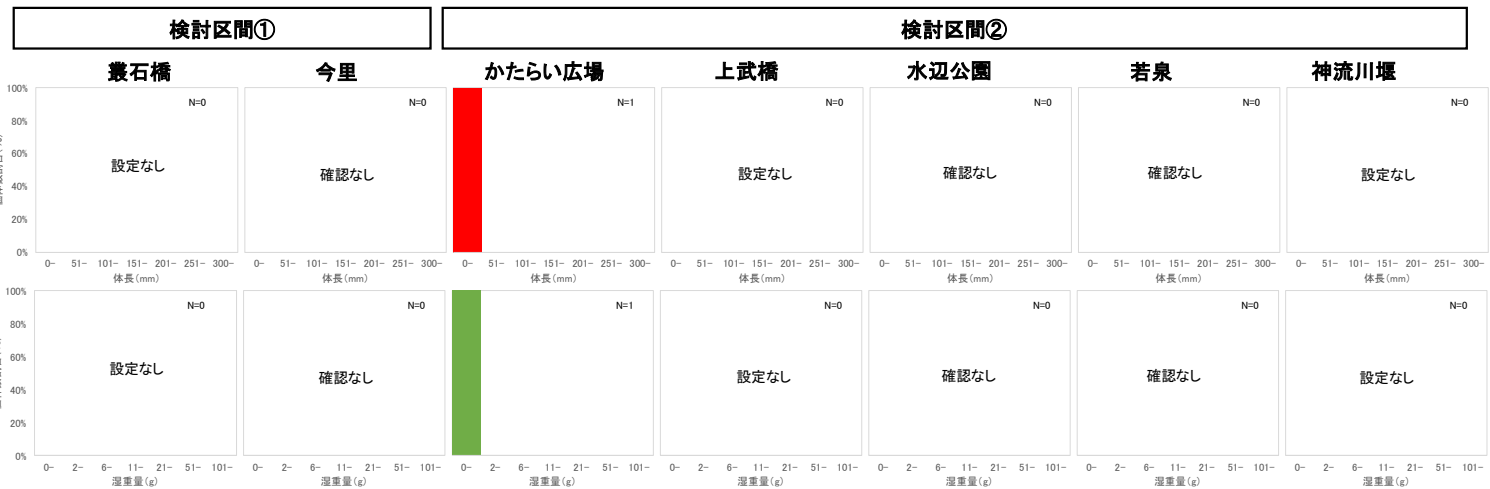 検討区間①
検討区間②
叢石橋
今里
かたらい広場
上武橋
水辺公園
若泉
神流川堰
100%
80%
60%
40%
20%
0%
N=0
設定なし
0- 51- 101- 151- 201- 251- 300-
体長(mm)
N=0
確認なし
0- 51- 101- 151- 201- 251- 300-
体長(mm)
N=1
0- 51- 101- 151- 201- 251- 300-
体長(mm)
N=0
設定なし
0- 51- 101- 151- 201- 251- 300-
体長(mm)
N=0
確認なし
0- 51- 101- 151- 201- 251- 300-
体長(mm)
N=0
確認なし
0- 51- 101- 151- 201- 251- 300-
体長(mm)
N=0
設定なし
0- 51- 101- 151- 201- 251- 300-
体長(mm)
100%
80%
60%
40%
20%
0%
N=0
設定なし
0- 2- 6- 11- 21- 51- 101-
湿重量(g)
N=0
確認なし
0- 2- 6- 11- 21- 51- 101-
湿重量(g)
N=1
0- 2- 6- 11- 21- 51- 101-
湿重量(g)
N=0
設定なし
0- 2- 6- 11- 21- 51- 101-
湿重量(g)
N=0
確認なし
0- 2- 6- 11- 21- 51- 101-
湿重量(g)
N=0
確認なし
0- 2- 6- 11- 21- 51- 101-
湿重量(g)
N=0
設定なし
0- 2- 6- 11- 21- 51- 101-
湿重量(g)